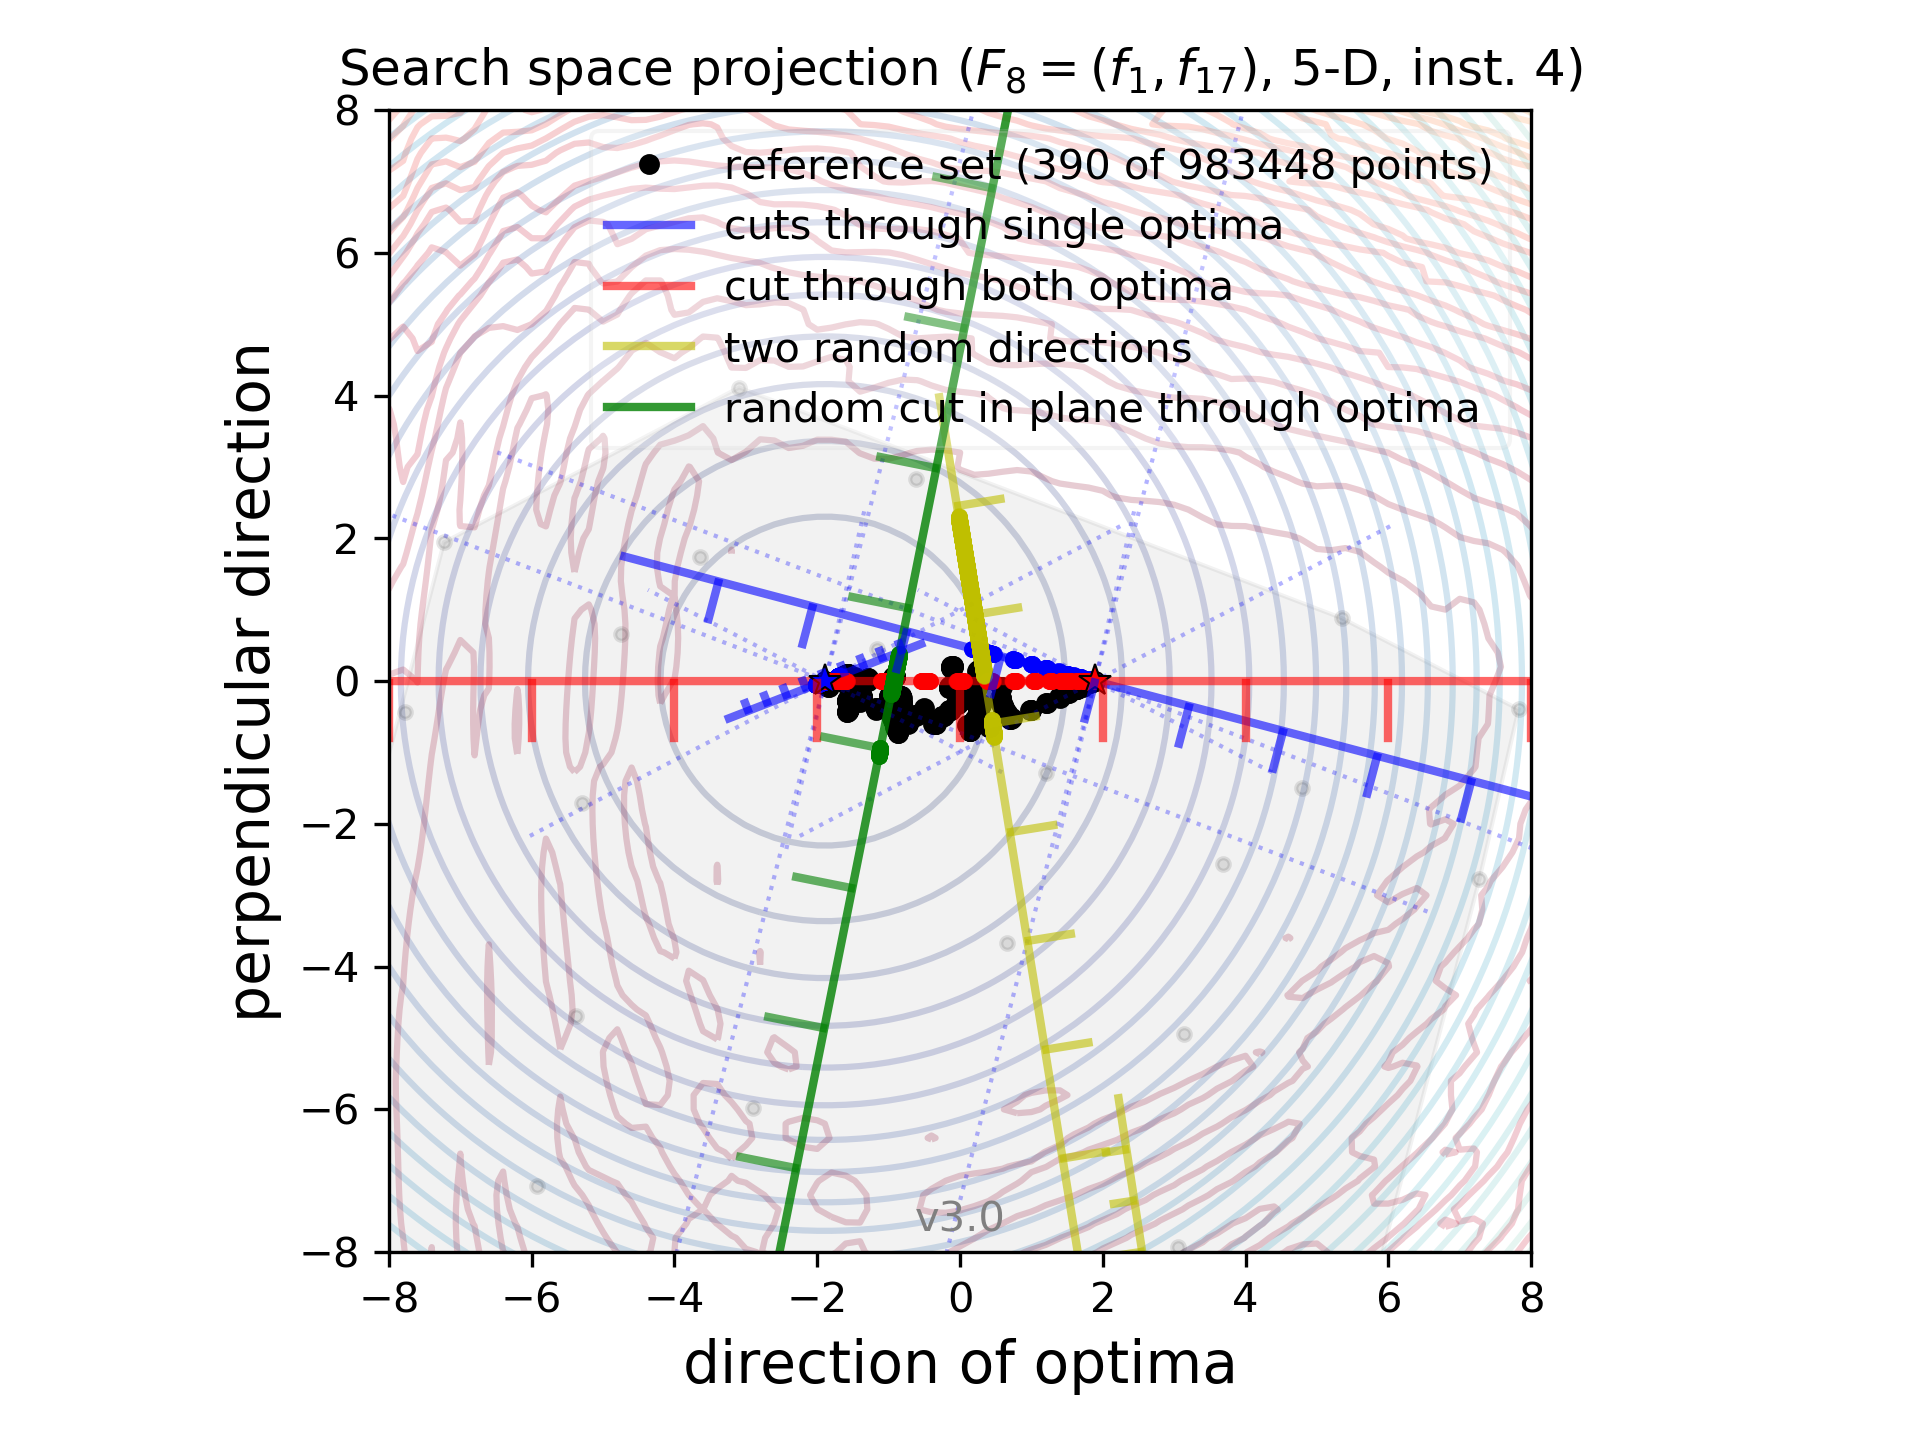 Search space projection (F₈ = (f₁, f₁₇), 5-D, inst. 4)
8
6
4
2
0
−2
−4
−6
−8
perpendicular direction
reference set (390 of 983448 points)
cuts through single optima
cut through both optima
two random directions
random cut in plane through optima
v3.0
−8 −6 −4 −2 0 2 4 6 8
direction of optima